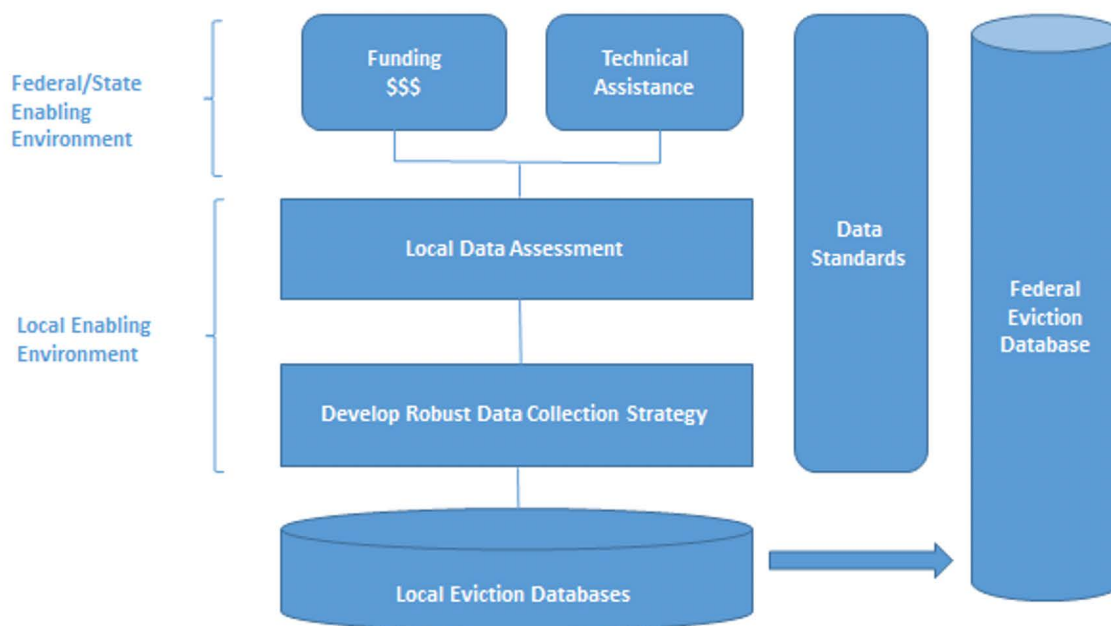 Federal/State
Enabling
Environment
Funding
$$$
Technical
Assistance
Local Enabling
Environment
Local Data Assessment
Develop Robust Data Collection Strategy
Local Eviction Databases
Data
Standards
Federal
Eviction
Database